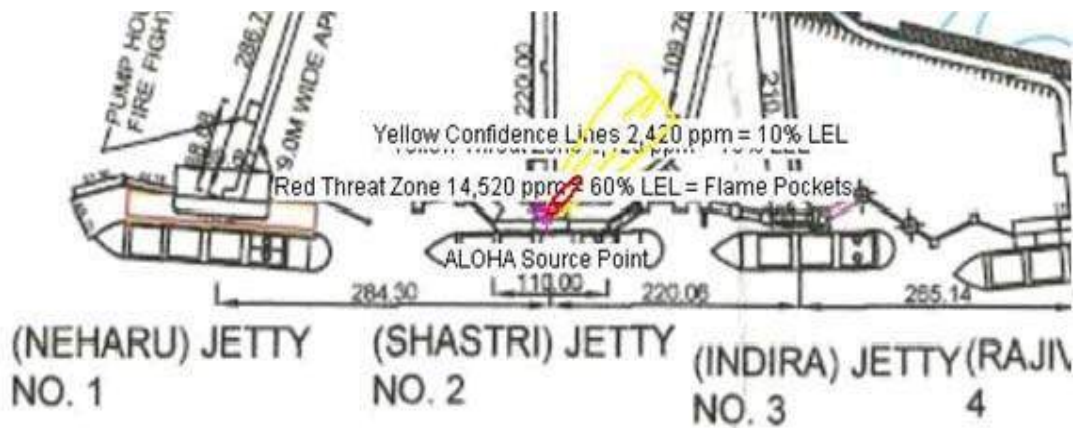 PUMP HO
FIRE FIGH
286.7
9.0M WIDE AP
220.00
109.76
210.
Yellow Confidence Lines 2,420 ppm = 10% LEL
Red Threat Zone 14,520 ppm = 60% LEL = Flame Pockets
ALOHA Source Point
110.00
284.30
220.06
265.14
(NEHARU) JETTY
NO. 1
(SHASTRI) JETTY
NO. 2
(INDIRA) JETTY
NO. 3
(RAJIV
4